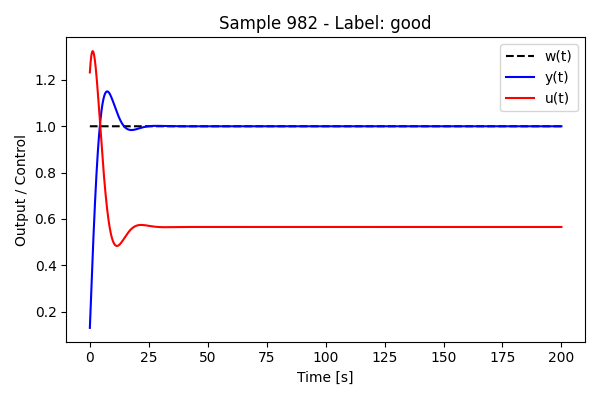 Sample 982 - Label: good
w(t)
y(t)
u(t)
Output / Control
1.2
1.0
0.8
0.6
0.4
0.2
0
25
50
75
100
125
150
175
200
Time [s]